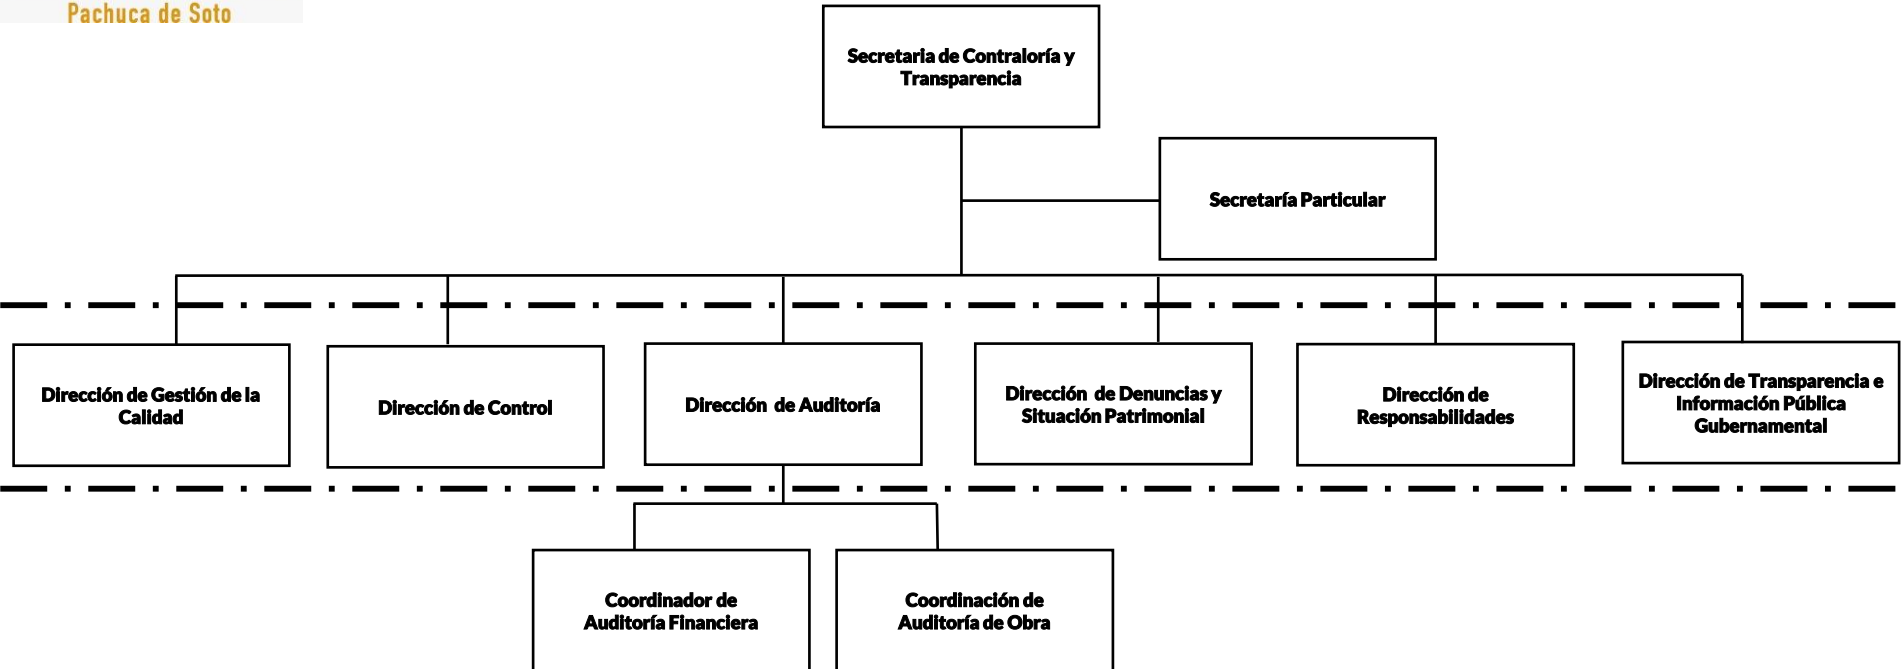 Pachuca de Soto
Secretaria de Contraloría y
Transparencia
Secretaría Particular
Dirección de Gestión de la
Calidad
Dirección de Control
Dirección de Auditoría
Dirección de Denuncias y
Situación Patrimonial
Dirección de
Responsabilidades
Dirección de Transparencia e
Información Pública
Gubernamental
Coordinador de
Auditoría Financiera
Coordinación de
Auditoría de Obra